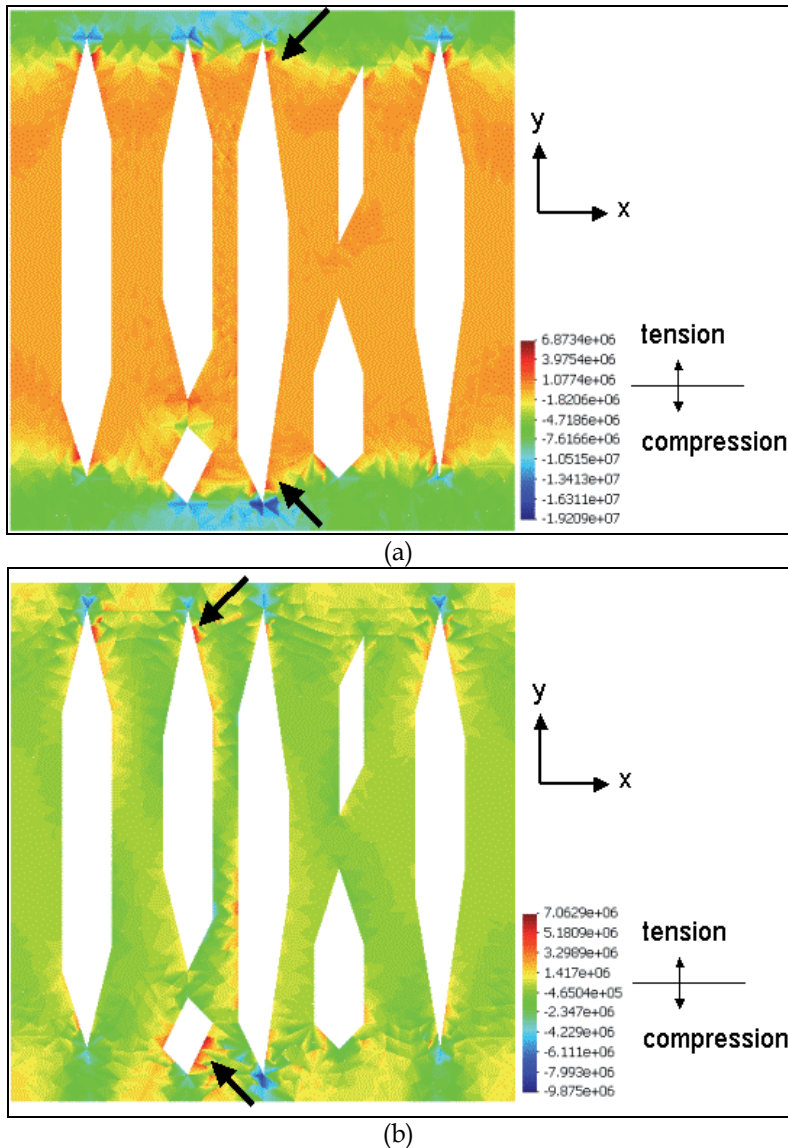 y
x
6.8734e+06
3.9754e+06
1.0774e+06
-1.8206e+06
-4.7186e+06
-7.6166e+06
-1.0515e+07
-1.3413e+07
-1.6311e+07
-1.9209e+07
tension
compression
(a)
y
x
7.0629e+06
5.1809e+06
3.2989e+06
1.417e+06
-4.6504e+05
-2.347e+06
-4.229e+06
-6.111e+06
-7.993e+06
-9.875e+06
tension
compression
(b)